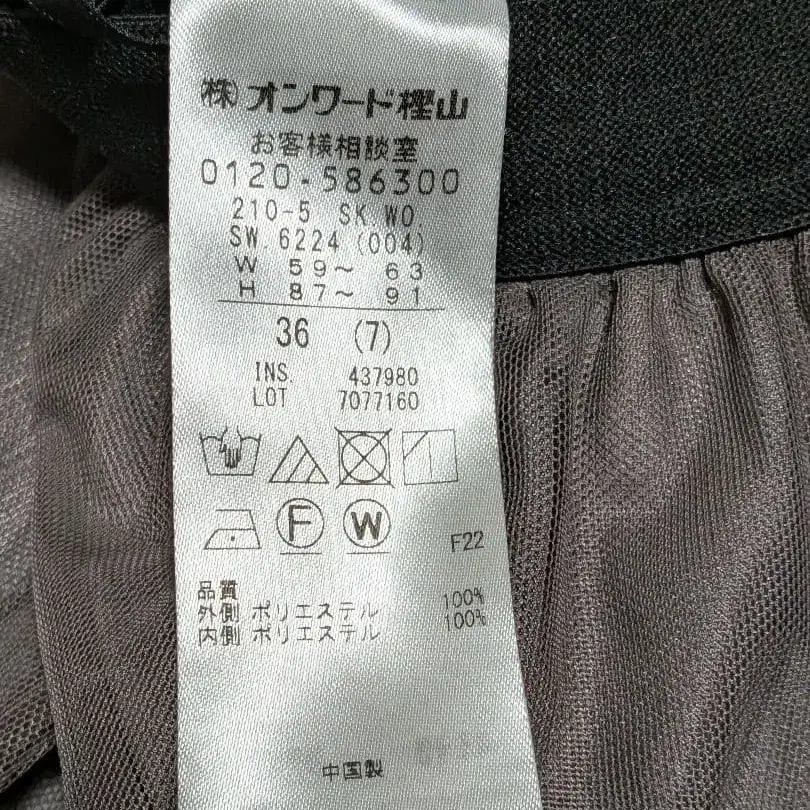 (株)オンワード樫山
お客様相談室
0120-586300
210-5 SK.WO.
SW.6224 (004)
W 59～ 63
H 87～ 91
36 (7)
INS. 437980
LOT 7077160
F W
F22
品質
外側 ポリエステル 100%
内側 ポリエステル 100%
中国製